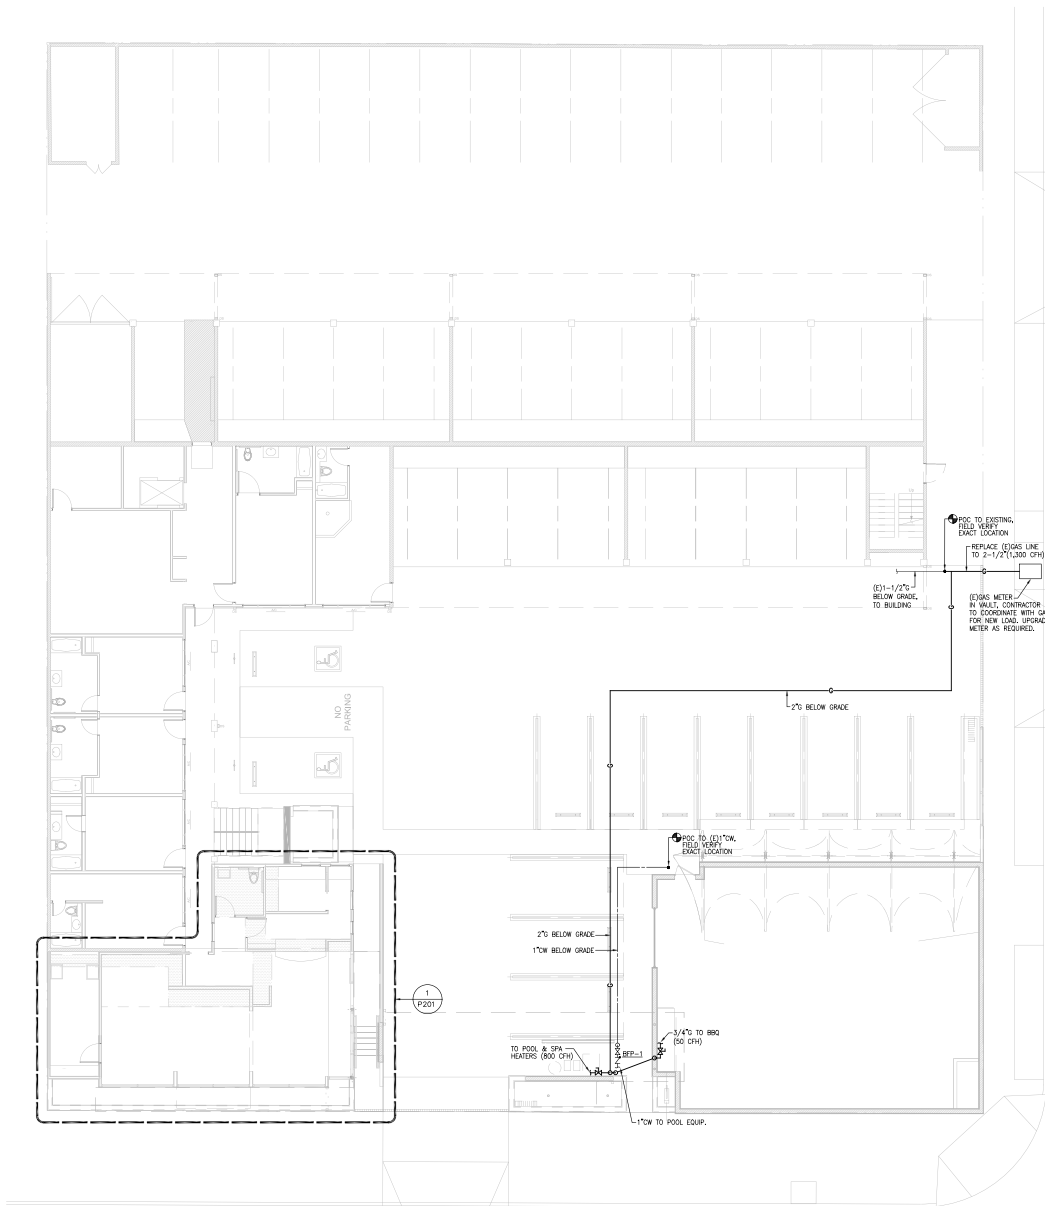 POC TO EXISTING,
FIELD VERIFY
EXACT LOCATION
REPLACE (E)GAS LINE
TO 2-1/2"(1,300 CFH)
G
(E)1-1/2"G
BELOW GRADE,
TO BUILDING
(E)GAS METER
IN VAULT, CONTRACTOR
TO COORDINATE WITH GA
FOR NEW LOAD. UPGRAD
METER AS REQUIRED.
G
G
2"G BELOW GRADE
NO
PARKING
G
POC TO (E)1"CW,
FIELD VERIFY
EXACT LOCATION
2"G BELOW GRADE
1"CW BELOW GRADE
G
1
P201
3/4"G TO BBQ
(50 CFH)
TO POOL & SPA
HEATERS (800 CFH)
BFP-1
1"CW TO POOL EQUIP.